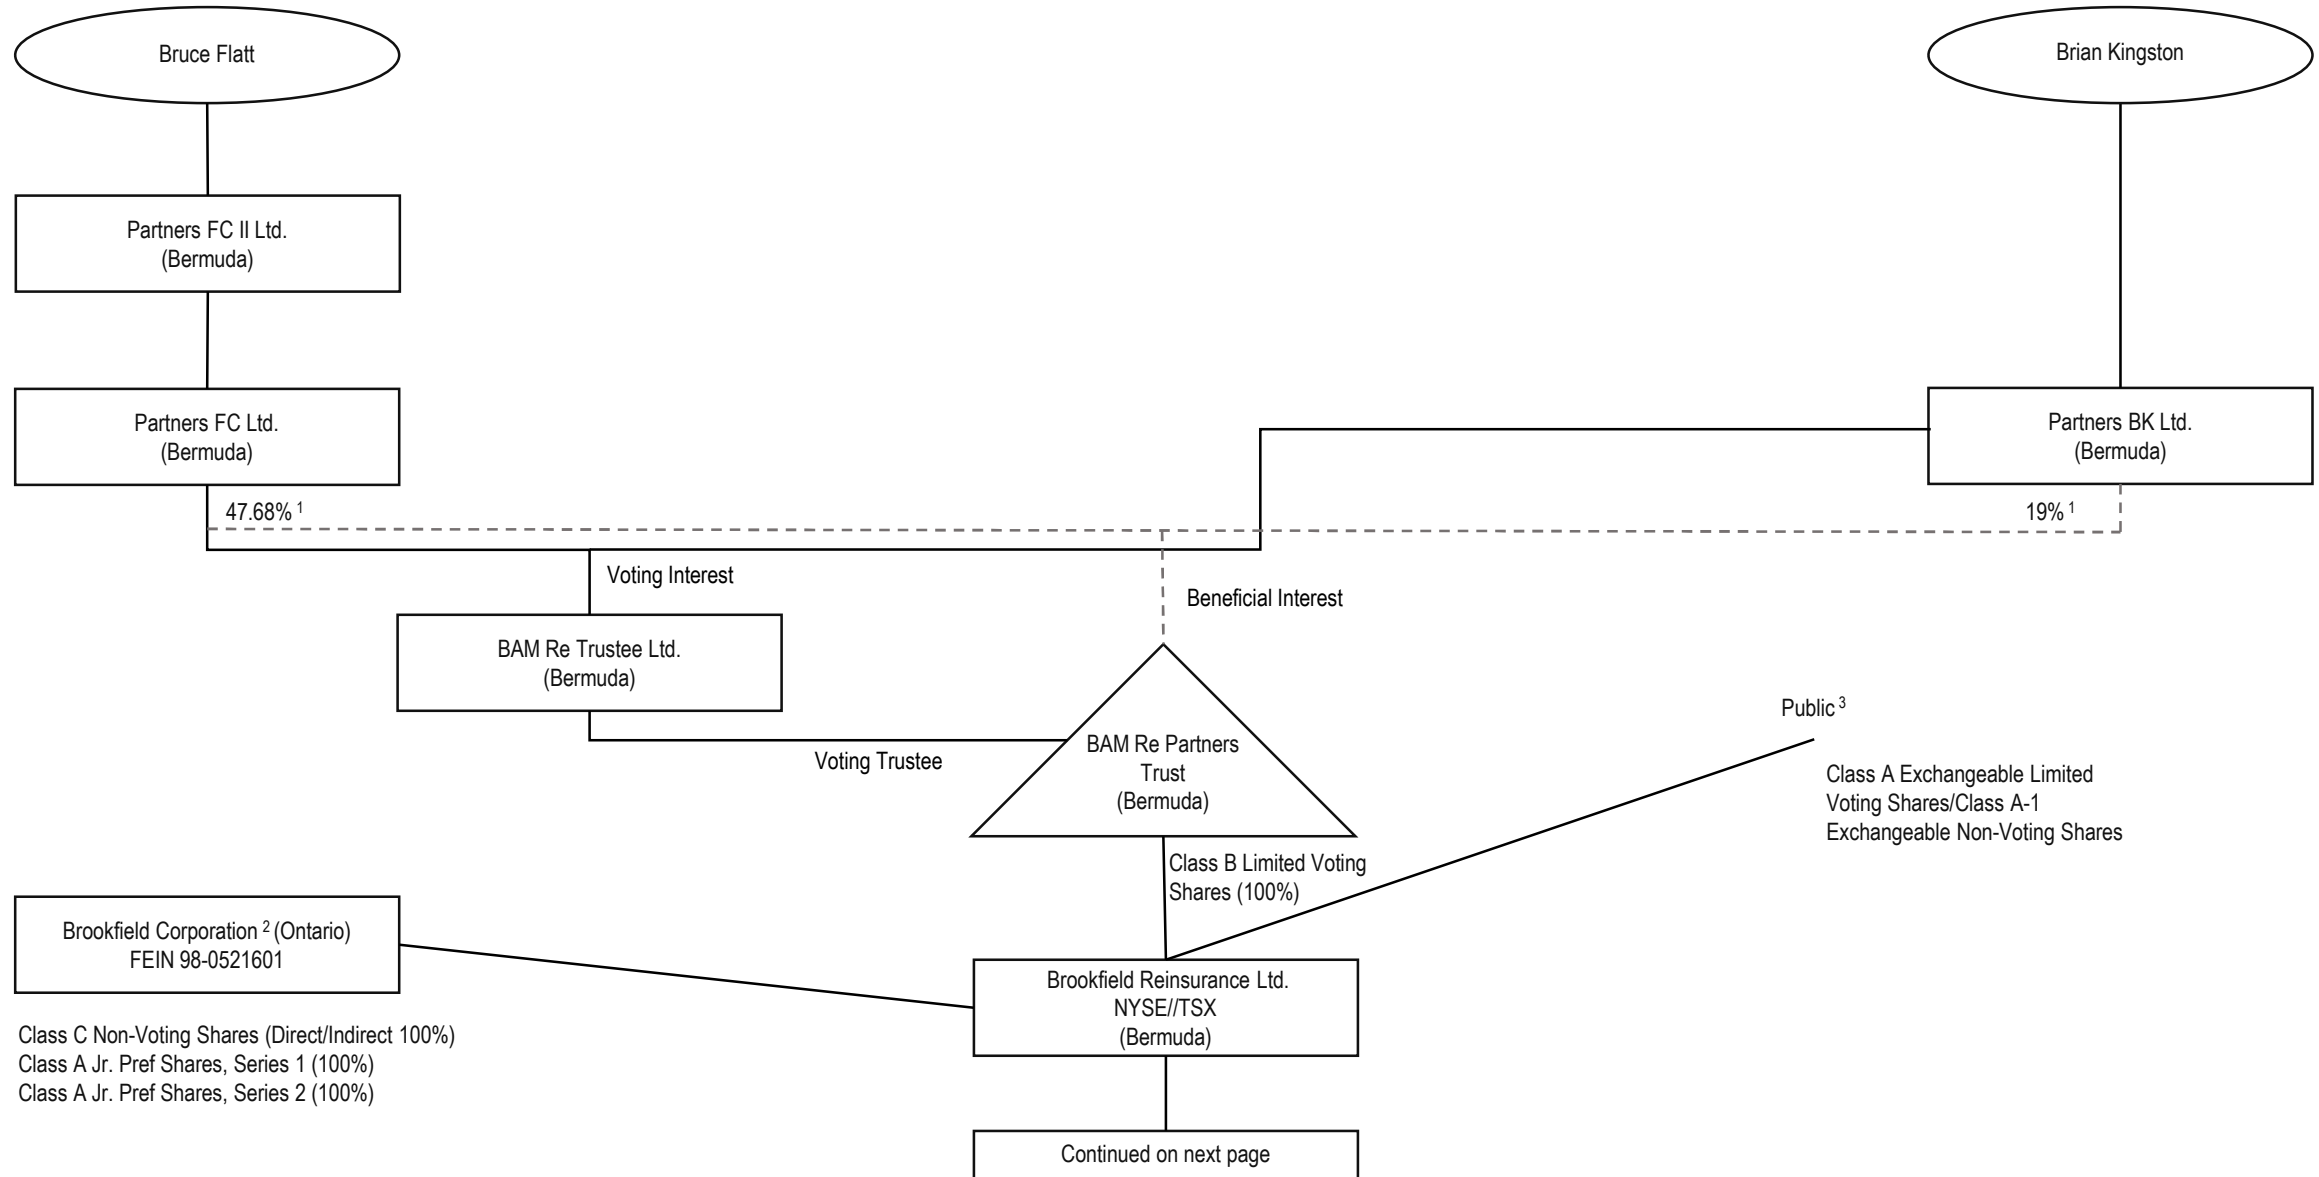 Bruce Flatt
Brian Kingston
Partners FC II Ltd.
(Bermuda)
Partners FC Ltd.
(Bermuda)
Partners BK Ltd.
(Bermuda)
47.68% 1
19% 1
Voting Interest
Beneficial Interest
BAM Re Trustee Ltd.
(Bermuda)
Voting Trustee
BAM Re Partners
Trust
(Bermuda)
Public 3
Class A Exchangeable Limited
Voting Shares/Class A-1
Exchangeable Non-Voting Shares
Class B Limited Voting
Shares (100%)
Brookfield Corporation 2 (Ontario)
FEIN 98-0521601
Class C Non-Voting Shares (Direct/Indirect 100%)
Class A Jr. Pref Shares, Series 1 (100%)
Class A Jr. Pref Shares, Series 2 (100%)
Brookfield Reinsurance Ltd.
NYSE//TSX
(Bermuda)
Continued on next page